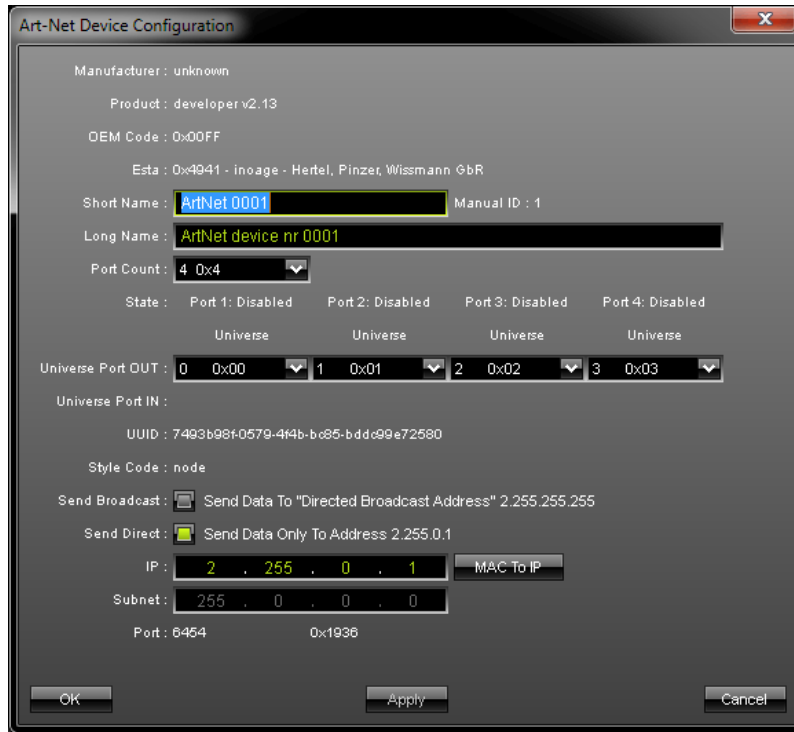 Art-Net Device Configuration
Manufacturer : unknown
Product : developer v2.13
OEM Code : 0x00FF
Esta : 0x4941 - inoage - Hertel, Pinzer, Wissmann GbR
Short Name : ArtNet 0001 Manual ID : 1
Long Name : ArtNet device nr 0001
Port Count : 4 0x4
State : Port 1: Disabled Port 2: Disabled Port 3: Disabled Port 4: Disabled
Universe Universe Universe Universe
Universe Port OUT : 0 0x00 1 0x01 2 0x02 3 0x03
Universe Port IN :
UUID : 7493b98f-0579-4f4b-bc85-bddc99e72580
Style Code : node
Send Broadcast : Send Data To "Directed Broadcast Address" 2.255.255.255
Send Direct : Send Data Only To Address 2.255.0.1
IP : 2 . 255 . 0 . 1 MAC To IP
Subnet : 255 . 0 . 0 . 0
Port : 6454 0x1936
OK Apply Cancel